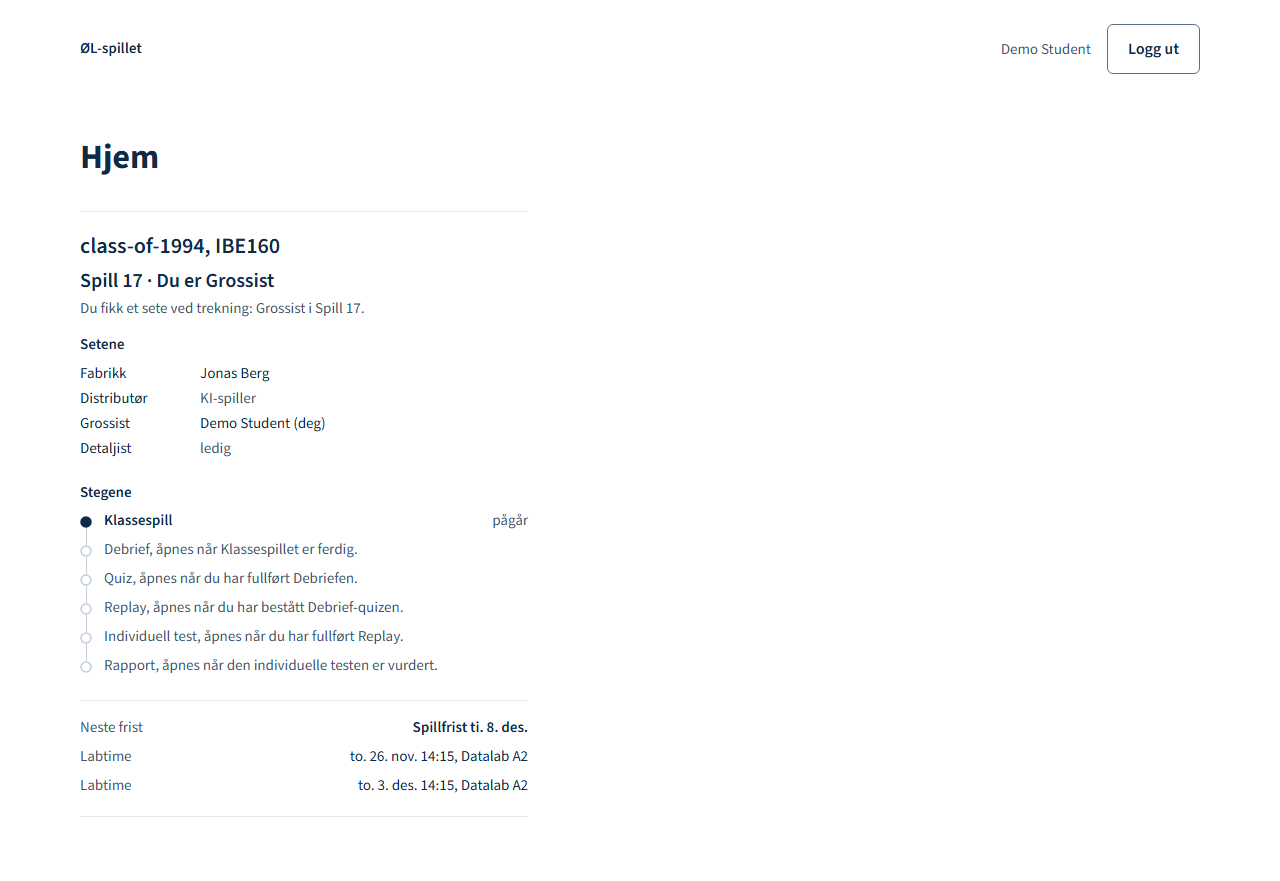 ØL-spillet
Demo Student
Logg ut
Hjem
class-of-1994, IBE160
Spill 17 · Du er Grossist
Du fikk et sete ved trekning: Grossist i Spill 17.
Setene
Fabrikk Jonas Berg
Distributør KI-spiller
Grossist Demo Student (deg)
Detaljist ledig
Stegene
Klassespill pågår
Debrief, åpnes når Klassespillet er ferdig.
Quiz, åpnes når du har fullført Debriefen.
Replay, åpnes når du har bestått Debrief-quizen.
Individuell test, åpnes når du har fullført Replay.
Rapport, åpnes når den individuelle testen er vurdert.
Neste frist Spillfrist ti. 8. des.
Labtime to. 26. nov. 14:15, Datalab A2
Labtime to. 3. des. 14:15, Datalab A2